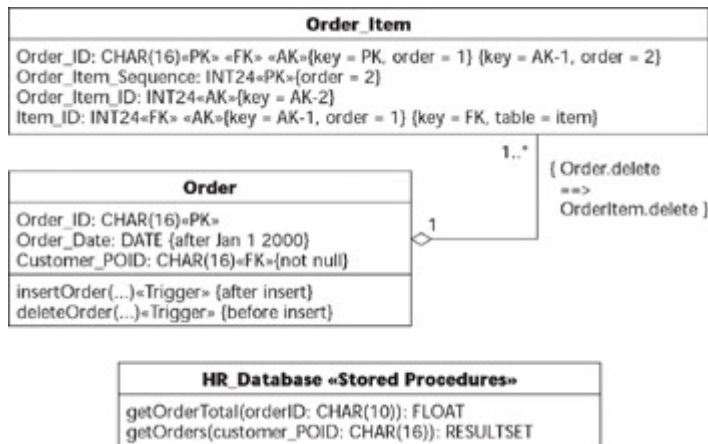 Order_Item
Order_ID: CHAR(16)«PK» «FK» «AK»{key = PK, order = 1} {key = AK-1, order = 2}
Order_Item_Sequence: INT24«PK»{order = 2}
Order_Item_ID: INT24«AK»{key = AK-2}
Item_ID: INT24«FK» «AK»{key = AK-1, order = 1} {key = FK, table = item}
1..*
{ Order.delete
==>
OrderItem.delete }
Order
1
Order_ID: CHAR(16)«PK»
Order_Date: DATE {after Jan 1 2000}
Customer_POID: CHAR(16)«FK»{not null}
insertOrder(...)«Trigger» {after insert}
deleteOrder(...)«Trigger» {before insert}
HR_Database «Stored Procedures»
getOrderTotal(orderID: CHAR(10)): FLOAT
getOrders(customer_POID: CHAR(16)): RESULTSET